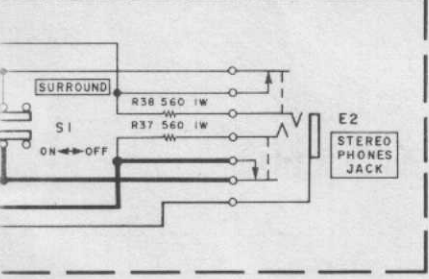 SURROUND
R38 560 1W
R37 560 1W
S1
ON OFF
E2
STEREO
PHONES
JACK